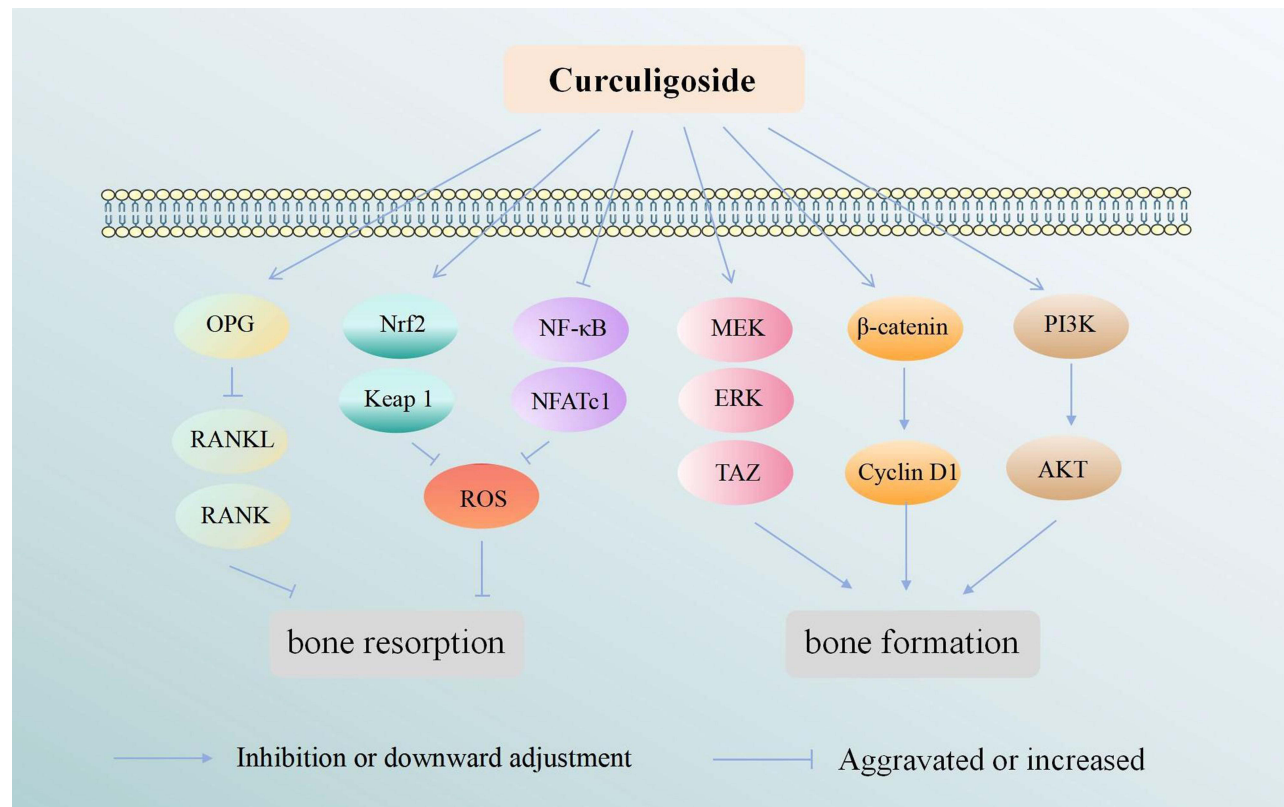 Curculigoside
OPG
Nrf2
NF-κB
MEK
β-catenin
PI3K
Keap 1
NFATc1
ERK
RANKL
TAZ
Cyclin D1
AKT
ROS
RANK
bone resorption
bone formation
Inhibition or downward adjustment
Aggravated or increased